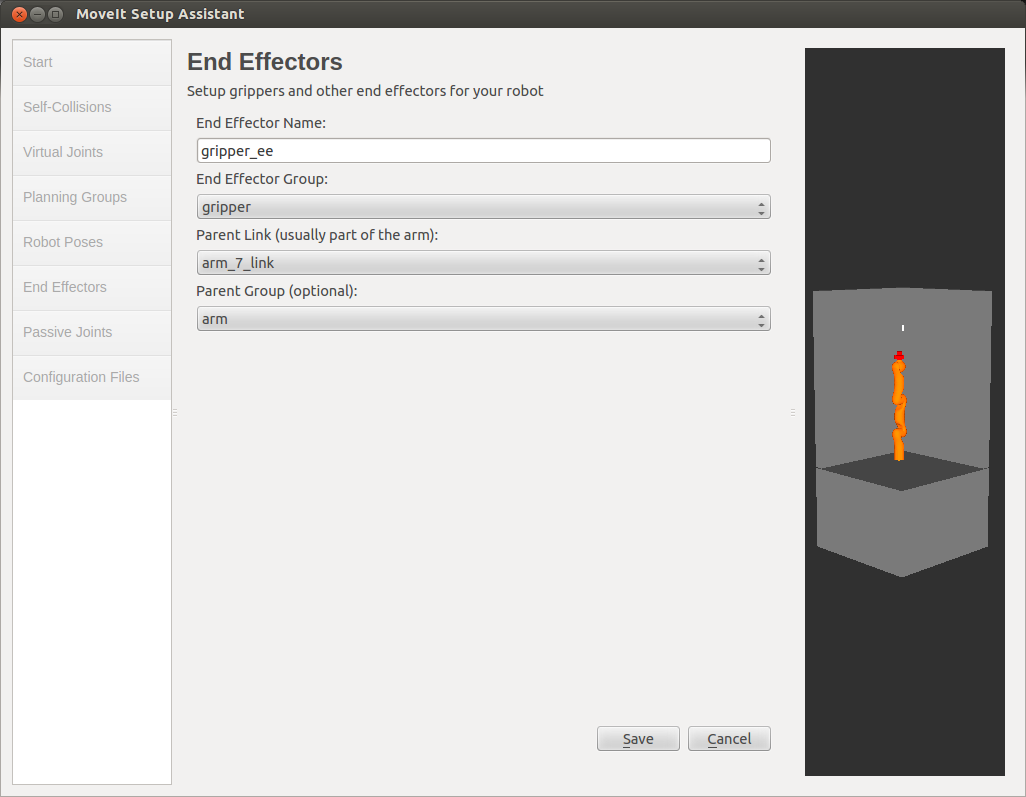 MoveIt Setup Assistant
Start
Self-Collisions
Virtual Joints
Planning Groups
Robot Poses
End Effectors
Passive Joints
Configuration Files
End Effectors
Setup grippers and other end effectors for your robot
End Effector Name:
gripper_ee
End Effector Group:
gripper
Parent Link (usually part of the arm):
arm_7_link
Parent Group (optional):
arm
Save
Cancel